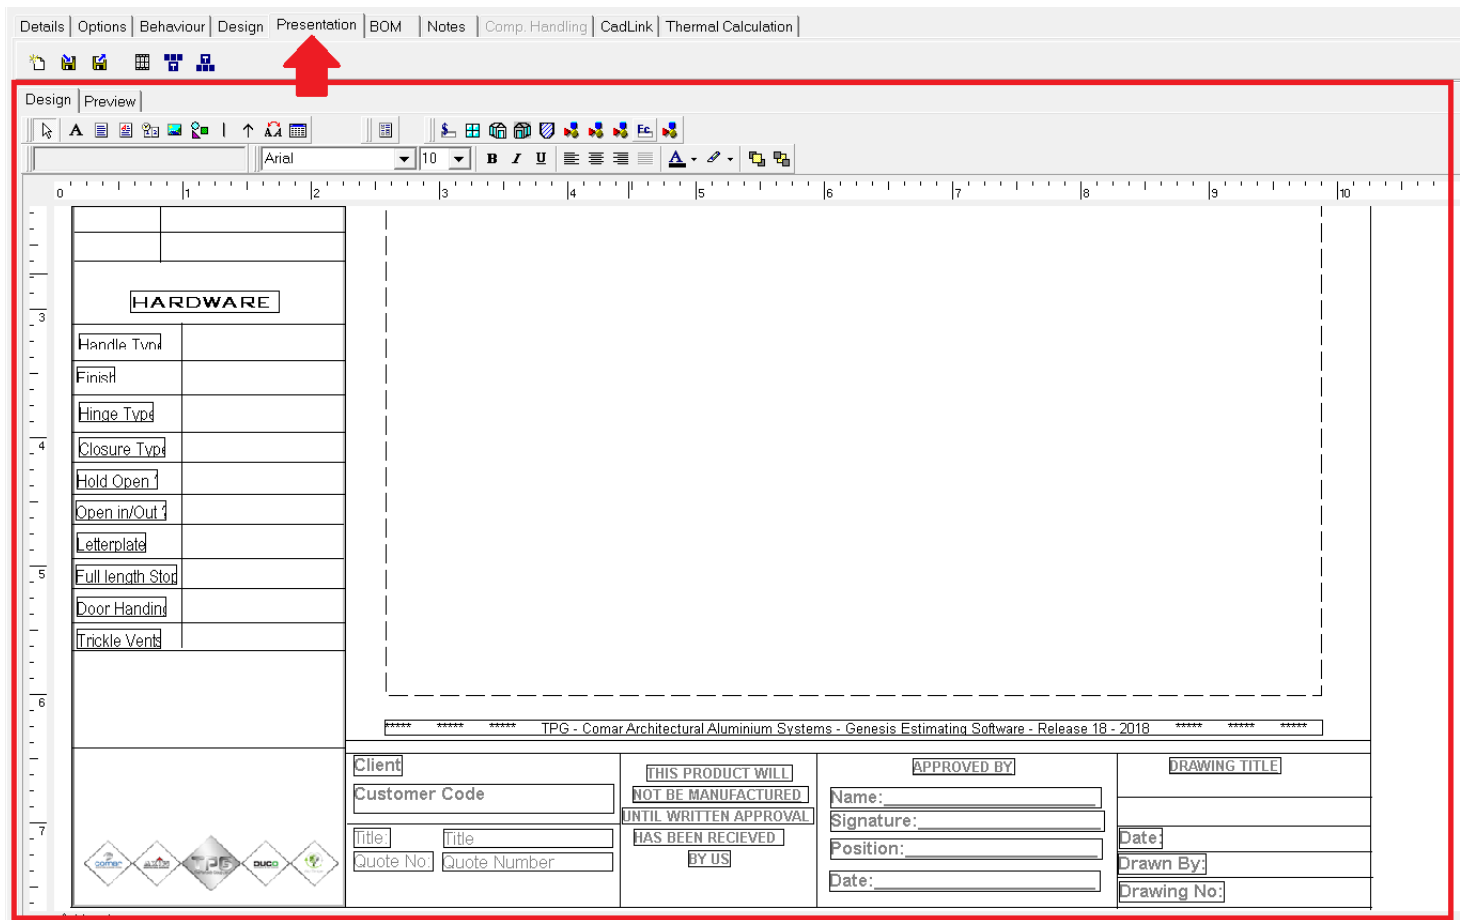 Details Options Behaviour Design Presentation BOM Notes Comp. Handling CadLink Thermal Calculation
Design Preview
Arial 10 B I U A
0 1 2 3 4 5 6 7 8 9 10
HARDWARE
3
Handle Type
Finish
Hinge Type
4
Closure Type
Hold Open ?
Open in/Out ?
Letterplate
5
Full length Stop
Door Handing
Trickle Vents
6
***** ***** ***** TPG - Comar Architectural Aluminium Systems - Genesis Estimating Software - Release 18 - 2018 ***** ***** *****
Client
Customer Code
Title: Title
Quote No: Quote Number
THIS PRODUCT WILL
NOT BE MANUFACTURED
UNTIL WRITTEN APPROVAL
HAS BEEN RECIEVED
BY US
APPROVED BY
Name:
Signature:
Position:
Date:
DRAWING TITLE
Date:
Drawn By:
Drawing No:
7
comar TPG DUCO